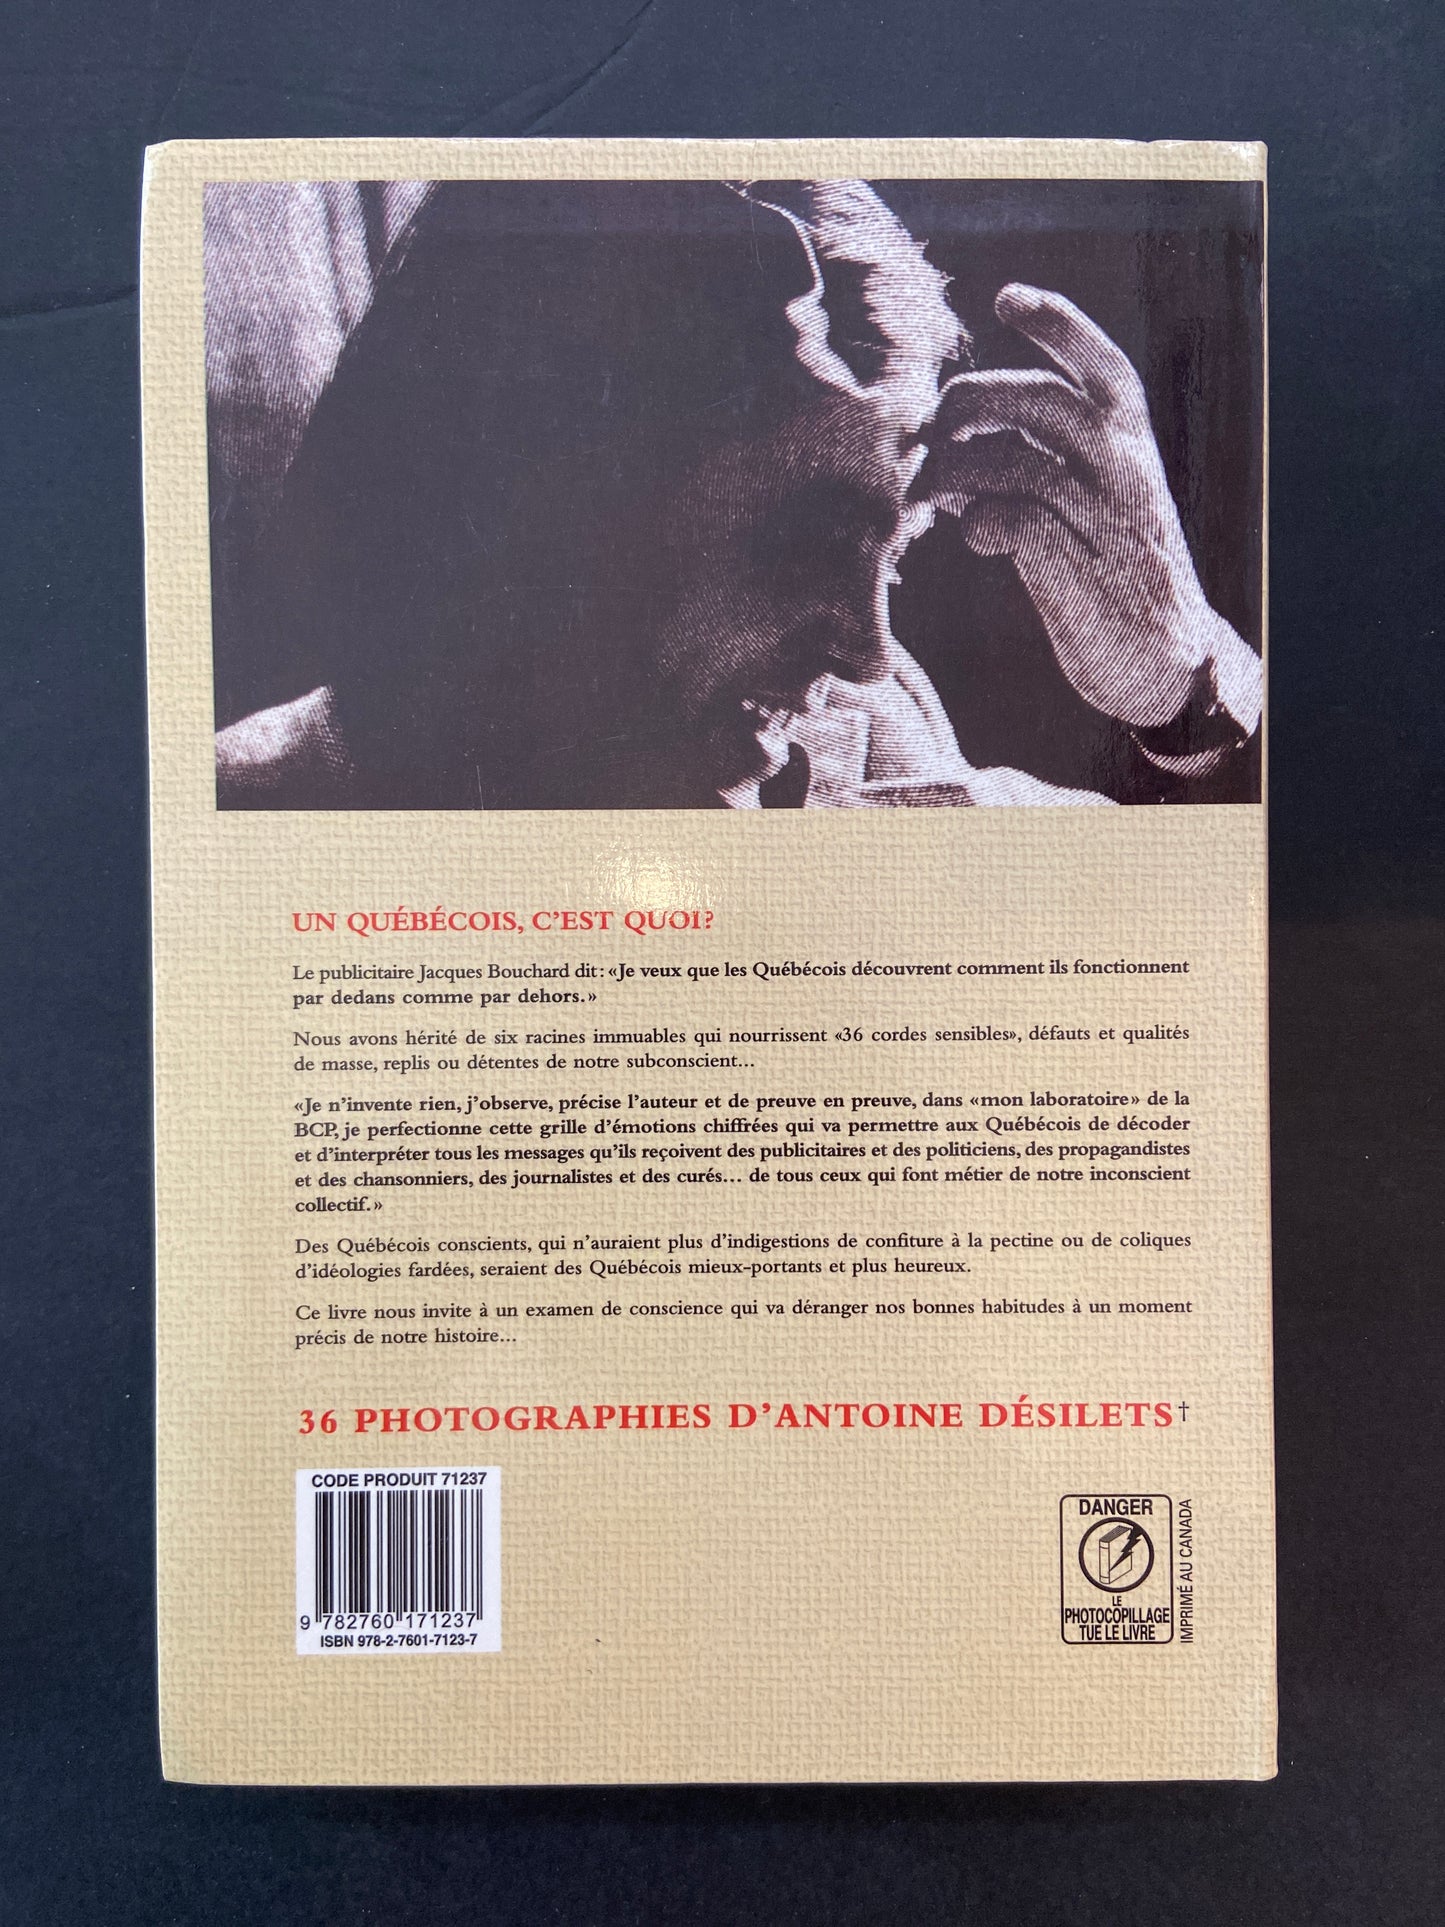 UN QUÉBÉCOIS, C'EST QUOI?
Le publicitaire Jacques Bouchard dit: «Je veux que les Québécois découvrent comment ils fonctionnent
par dedans comme par dehors.»
Nous avons hérité de six racines immuables qui nourrissent «36 cordes sensibles», défauts et qualités
de masse, replis ou détentes de notre subconscient...
«Je n'invente rien, j'observe, précise l'auteur et de preuve en preuve, dans «mon laboratoire» de la
BCP, je perfectionne cette grille d'émotions chiffrées qui va permettre aux Québécois de décoder
et d'interpréter tous les messages qu'ils reçoivent des publicitaires et des politiciens, des propagandistes
et des chansonniers, des journalistes et des curés... de tous ceux qui font métier de notre inconscient
collectif.»
Des Québécois conscients, qui n'auraient plus d'indigestions de confiture à la pectine ou de coliques
d'idéologies fardées, seraient des Québécois mieux-portants et plus heureux.
Ce livre nous invite à un examen de conscience qui va déranger nos bonnes habitudes à un moment
précis de notre histoire...
36 PHOTOGRAPHIES D'ANTOINE DÉSILETS†
CODE PRODUIT 71237
9 782760 171237
ISBN 978-2-7601-7123-7
DANGER
LE
PHOTOCOPILLAGE
TUE LE LIVRE
IMPRIMÉ AU CANADA